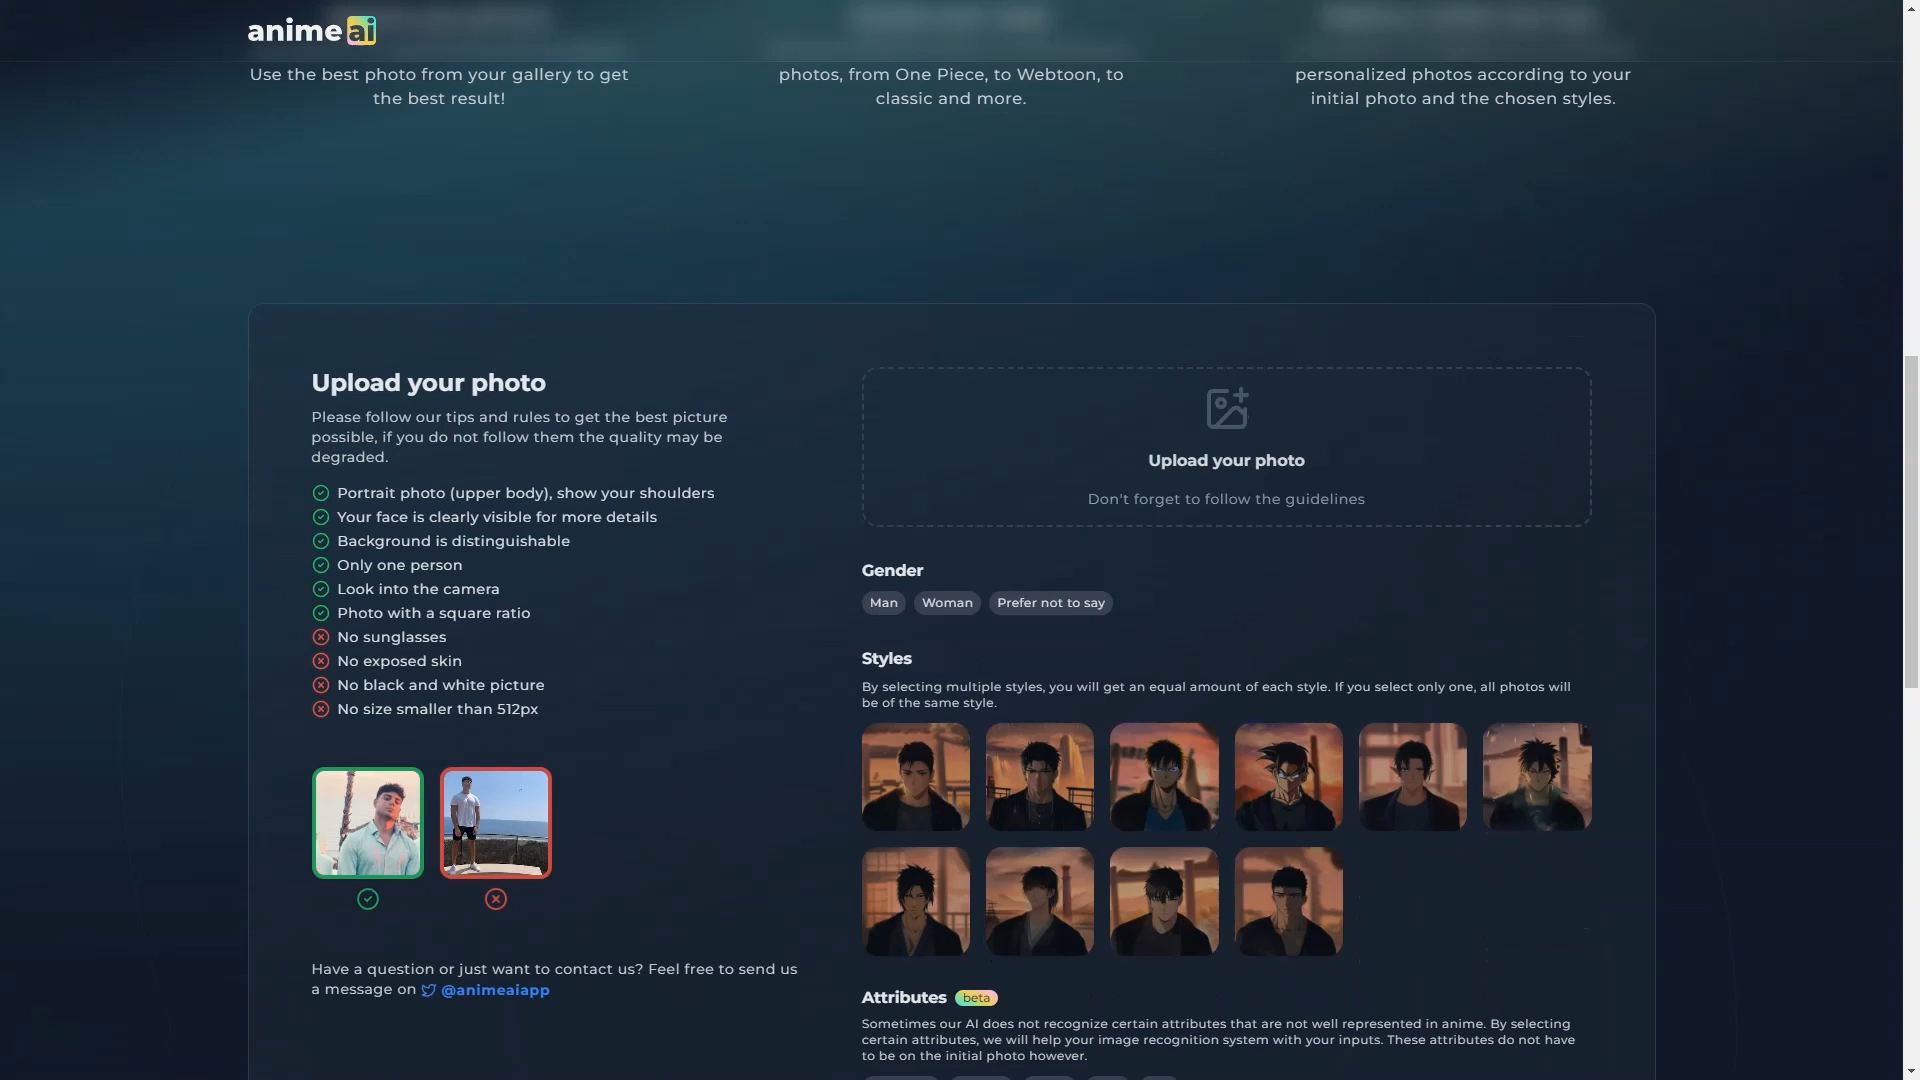 anime ai
Use the best photo from your gallery to get
the best result!
photos, from One Piece, to Webtoon, to
classic and more.
personalized photos according to your
initial photo and the chosen styles.
Upload your photo
Please follow our tips and rules to get the best picture
possible, if you do not follow them the quality may be
degraded.
Portrait photo (upper body), show your shoulders
Your face is clearly visible for more details
Background is distinguishable
Only one person
Look into the camera
Photo with a square ratio
No sunglasses
No exposed skin
No black and white picture
No size smaller than 512px
Have a question or just want to contact us? Feel free to send us
a message on @animeaiapp
Upload your photo
Don't forget to follow the guidelines
Gender
Man Woman Prefer not to say
Styles
By selecting multiple styles, you will get an equal amount of each style. If you select only one, all photos will
be of the same style.
Attributes beta
Sometimes our AI does not recognize certain attributes that are not well represented in anime. By selecting
certain attributes, we will help your image recognition system with your inputs. These attributes do not have
to be on the initial photo however.